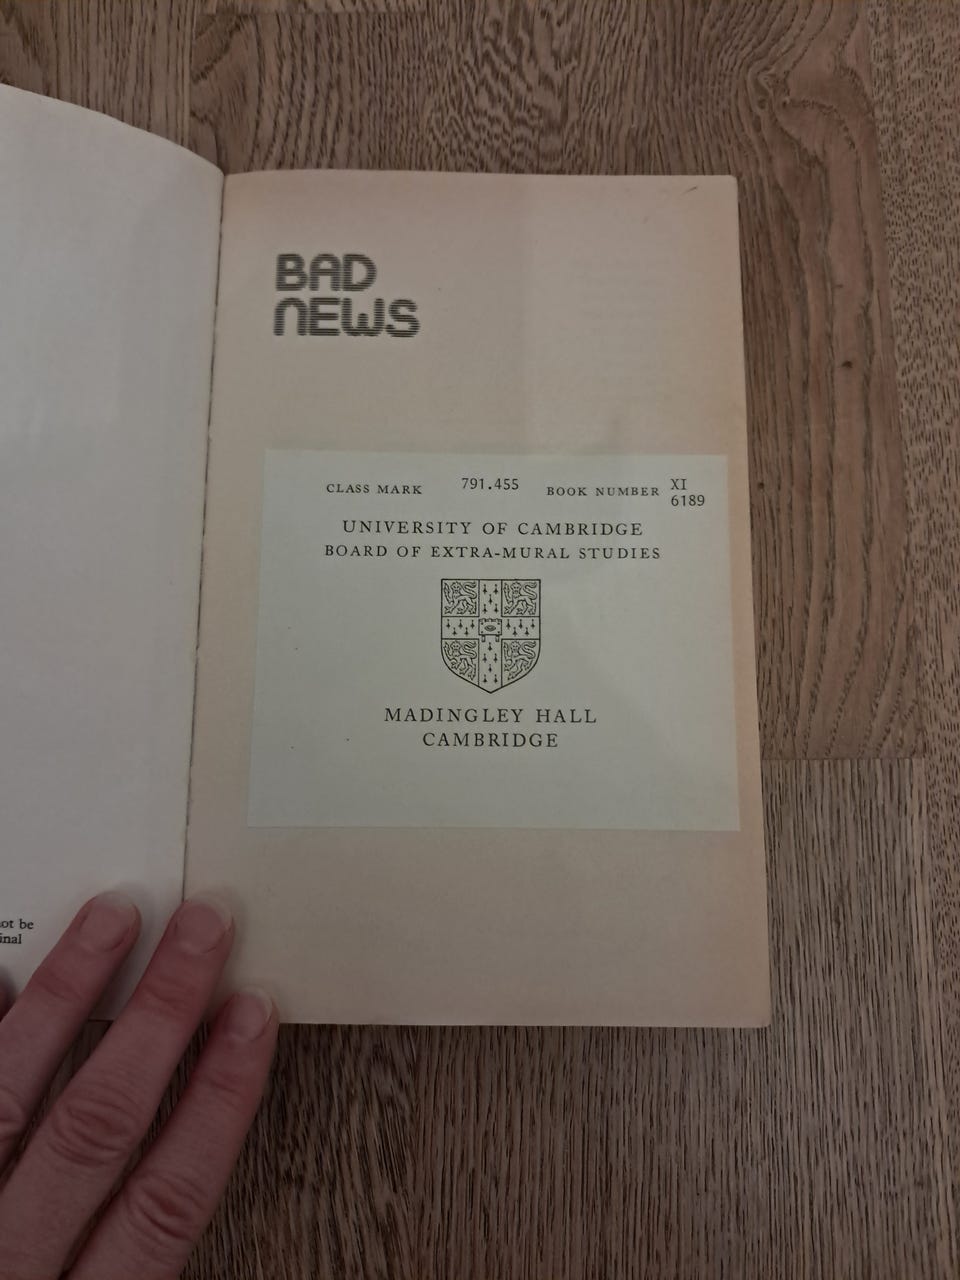 BAD
NEWS
CLASS MARK 791.455 BOOK NUMBER XI
6189
UNIVERSITY OF CAMBRIDGE
BOARD OF EXTRA-MURAL STUDIES
MADINGLEY HALL
CAMBRIDGE
ot be
inal